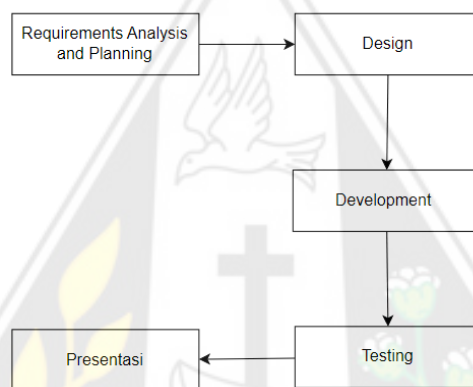 Requirements Analysis
and Planning
Design
Development
Testing
Presentasi